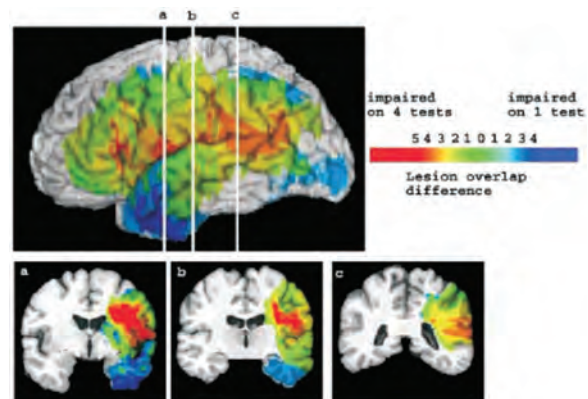 a b c
impaired on 4 tests
impaired on 1 test
5 4 3 2 1 0 1 2 3 4
Lesion overlap
difference
a b c